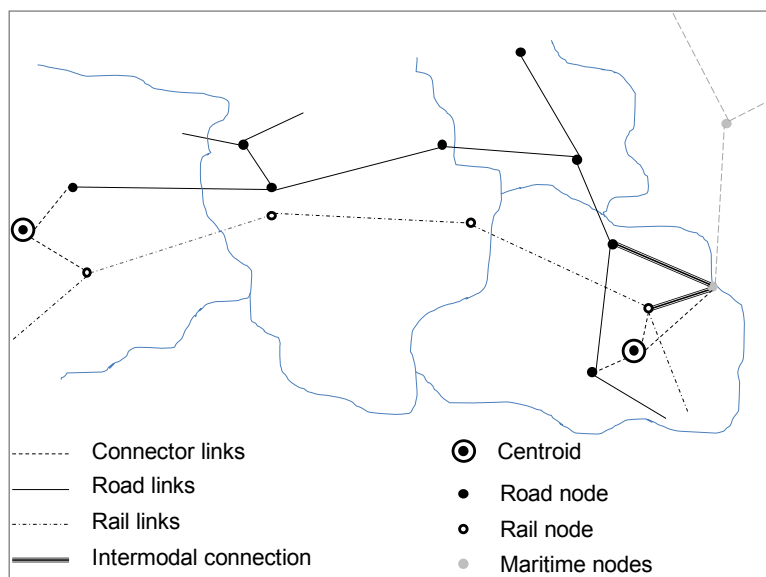 Connector links
Road links
Rail links
Intermodal connection
Centroid
Road node
Rail node
Maritime nodes